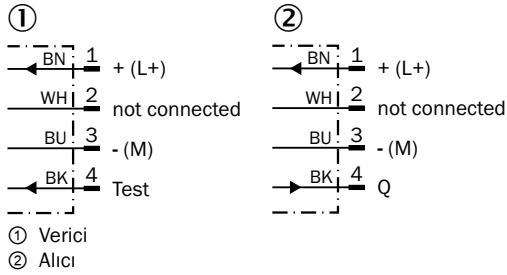 ① ②
BN 1 + (L+) BN 1 + (L+)
WH 2 not connected WH 2 not connected
BU 3 - (M) BU 3 - (M)
BK 4 Test BK 4 Q
① Verici
② Alıcı